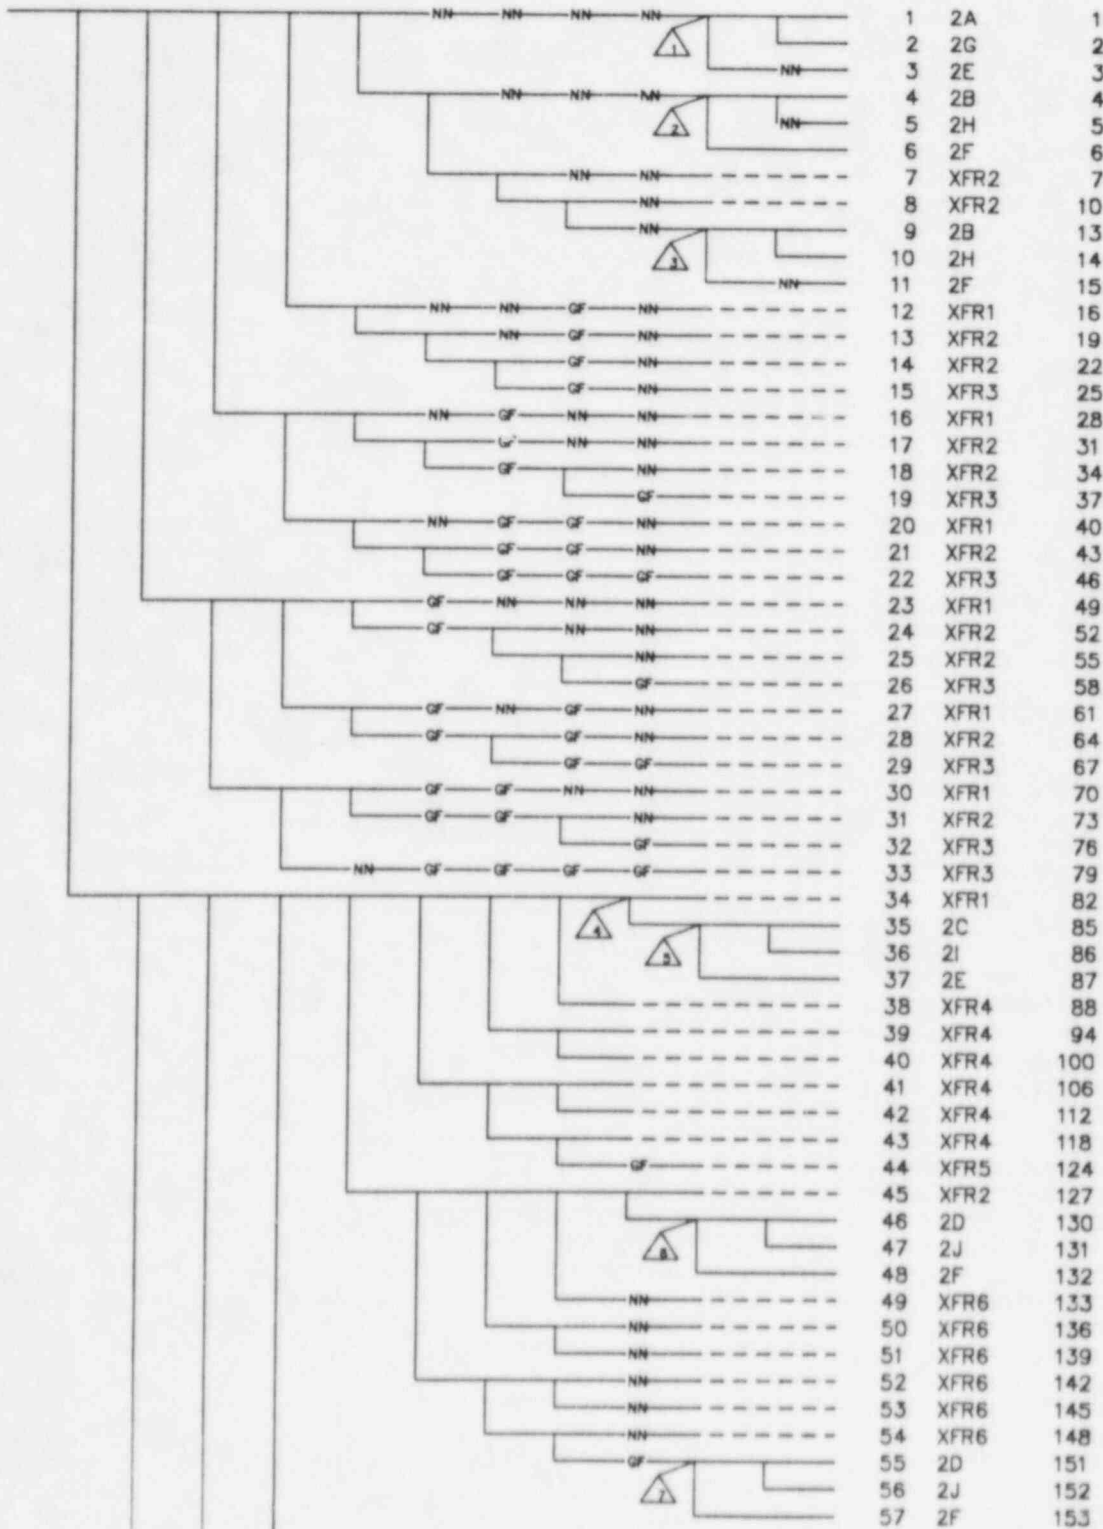 NN NN NN NN 1 2A 1
1 2 2G 2
NN 3 2E 3
NN NN NN 4 2B 4
2 NN 5 2H 5
6 2F 6
NN NN 7 XFR2 7
NN 8 XFR2 10
NN 9 2B 13
3 10 2H 14
NN 11 2F 15
NN NN GF NN 12 XFR1 16
NN GF NN 13 XFR2 19
GF NN 14 XFR2 22
GF NN 15 XFR3 25
NN GF NN NN 16 XFR1 28
GF NN NN 17 XFR2 31
GF NN 18 XFR2 34
GF 19 XFR3 37
NN GF GF NN 20 XFR1 40
GF GF NN 21 XFR2 43
GF GF GF 22 XFR3 46
GF NN NN NN 23 XFR1 49
GF NN NN 24 XFR2 52
NN 25 XFR2 55
GF 26 XFR3 58
GF NN GF NN 27 XFR1 61
GF GF NN 28 XFR2 64
GF GF 29 XFR3 67
GF GF NN NN 30 XFR1 70
GF GF NN 31 XFR2 73
GF 32 XFR3 76
NN GF GF GF GF 33 XFR3 79
34 XFR1 82
4 35 2C 85
5 36 2I 86
37 2E 87
38 XFR4 88
39 XFR4 94
40 XFR4 100
41 XFR4 106
42 XFR4 112
43 XFR4 118
GF 44 XFR5 124
45 XFR2 127
46 2D 130
6 47 2J 131
48 2F 132
NN 49 XFR6 133
NN 50 XFR6 136
NN 51 XFR6 139
NN 52 XFR6 142
NN 53 XFR6 145
NN 54 XFR6 148
GF 55 2D 151
7 56 2J 152
57 2F 153